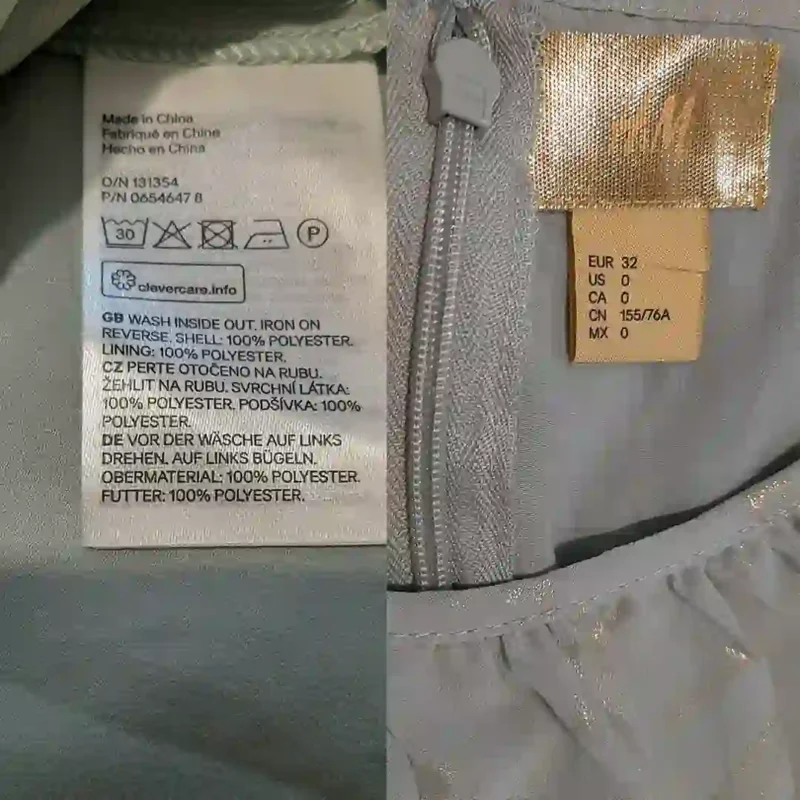 Made in China
Fabriqué en Chine
Hecho en China
O/N 131354
P/N 0654647 8
30
P
clevercare.info
GB WASH INSIDE OUT. IRON ON
REVERSE. SHELL: 100% POLYESTER.
LINING: 100% POLYESTER.
CZ PERTE OTOČENO NA RUBU.
ŽEHLIT NA RUBU. SVRCHNÍ LÁTKA:
100% POLYESTER. PODŠÍVKA: 100%
POLYESTER.
DE VOR DER WÄSCHE AUF LINKS
DREHEN. AUF LINKS BÜGELN.
OBERMATERIAL: 100% POLYESTER.
FUTTER: 100% POLYESTER.
H&M
EUR 32
US 0
CA 0
CN 155/76A
MX 0